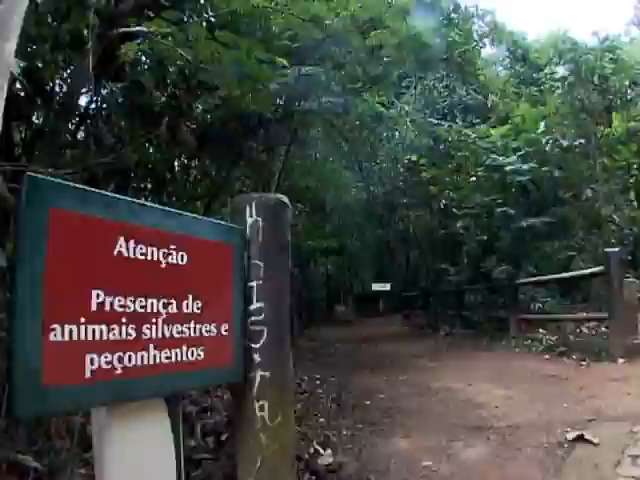 Atenção
Presença de
animais silvestres e
peçonhentos